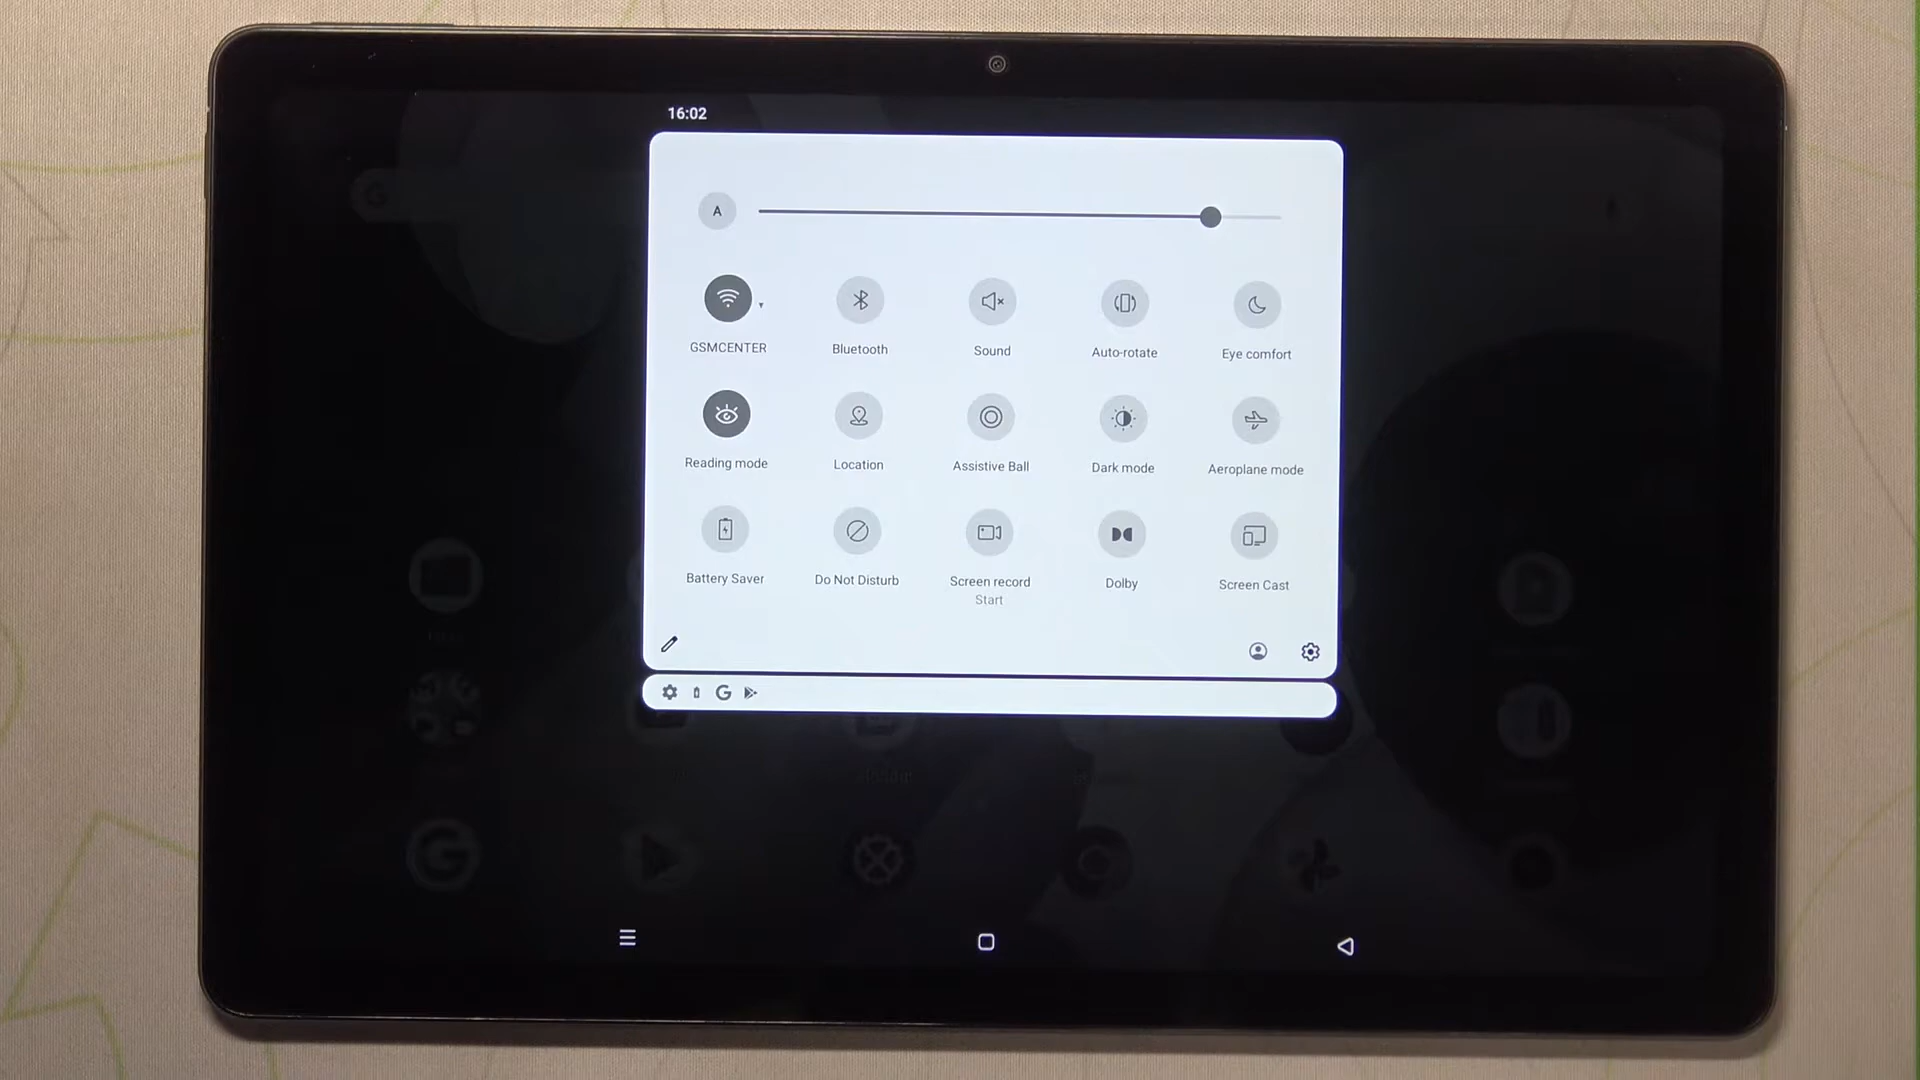 16:02
A
GSMCENTER
Bluetooth
Sound
Auto-rotate
Eye comfort
Reading mode
Location
Assistive Ball
Dark mode
Aeroplane mode
Battery Saver
Do Not Disturb
Screen record
Start
Dolby
Screen Cast